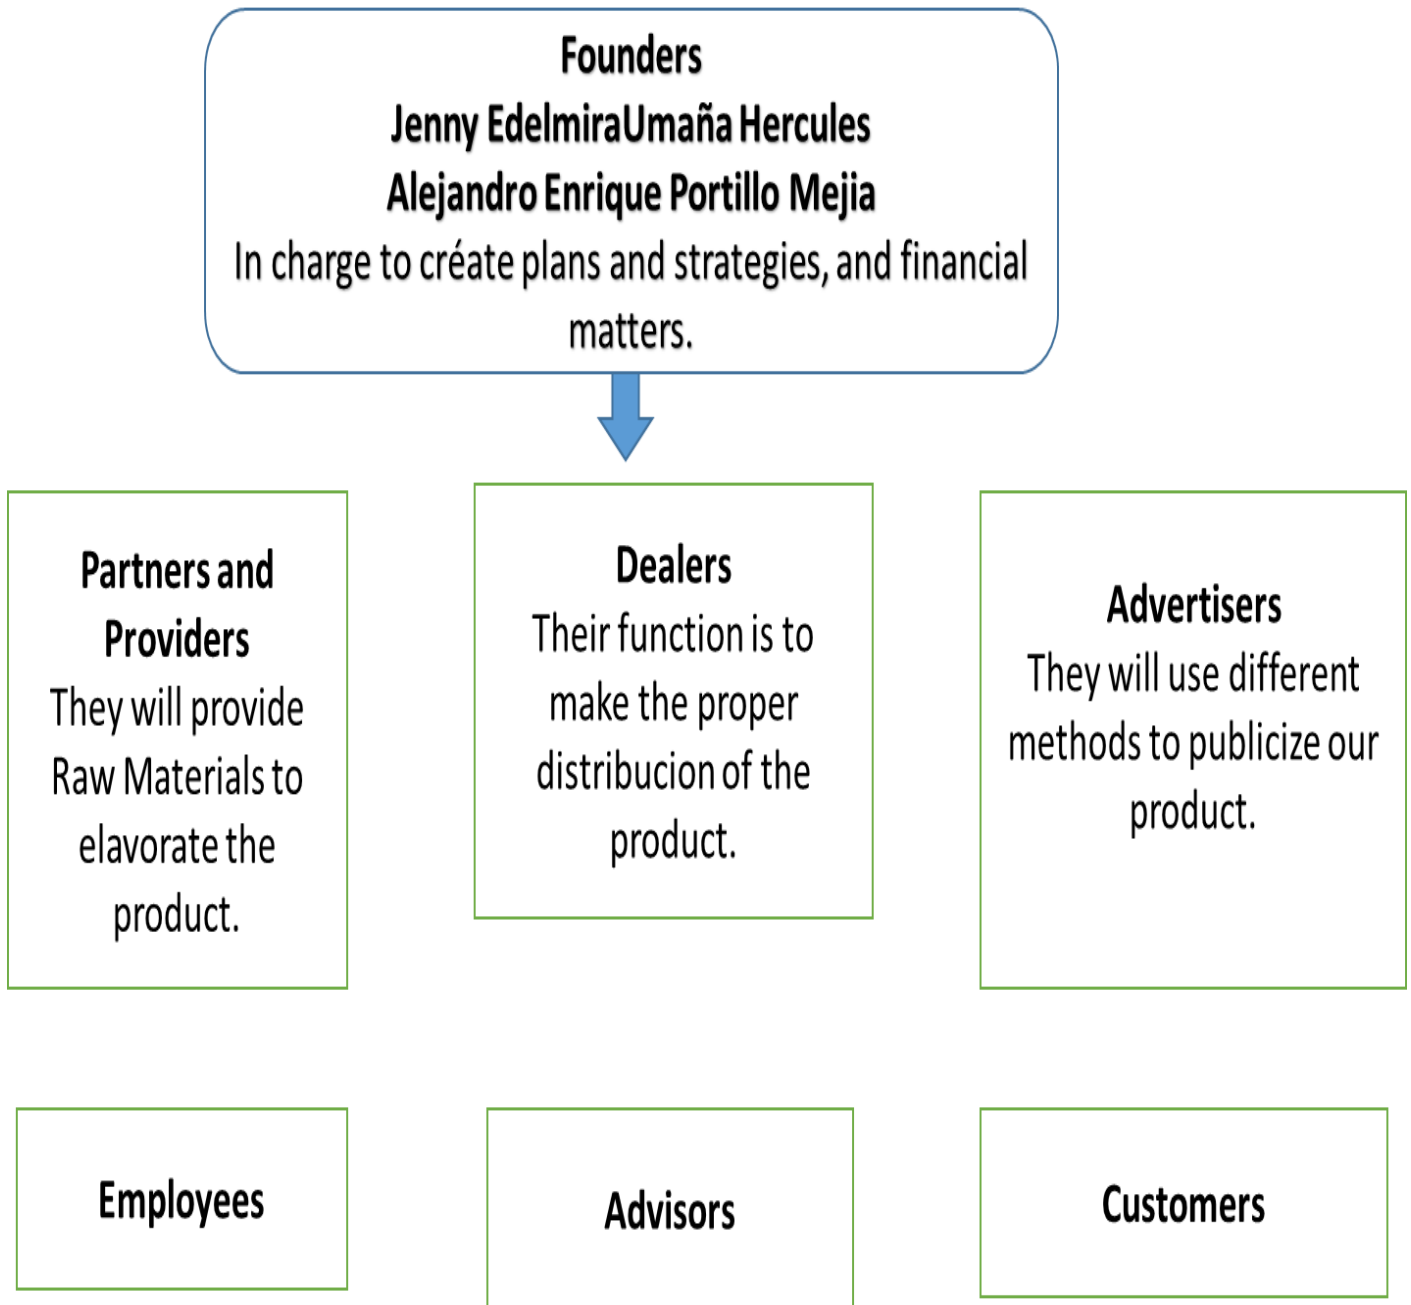 Founders
Jenny EdelmiraUmaña Hercules
Alejandro Enrique Portillo Mejia
In charge to créate plans and strategies, and financial
matters.
Partners and
Providers
They will provide
Raw Materials to
elavorate the
product.
Dealers
Their function is to
make the proper
distribucion of the
product.
Advertisers
They will use different
methods to publicize our
product.
Employees
Advisors
Customers